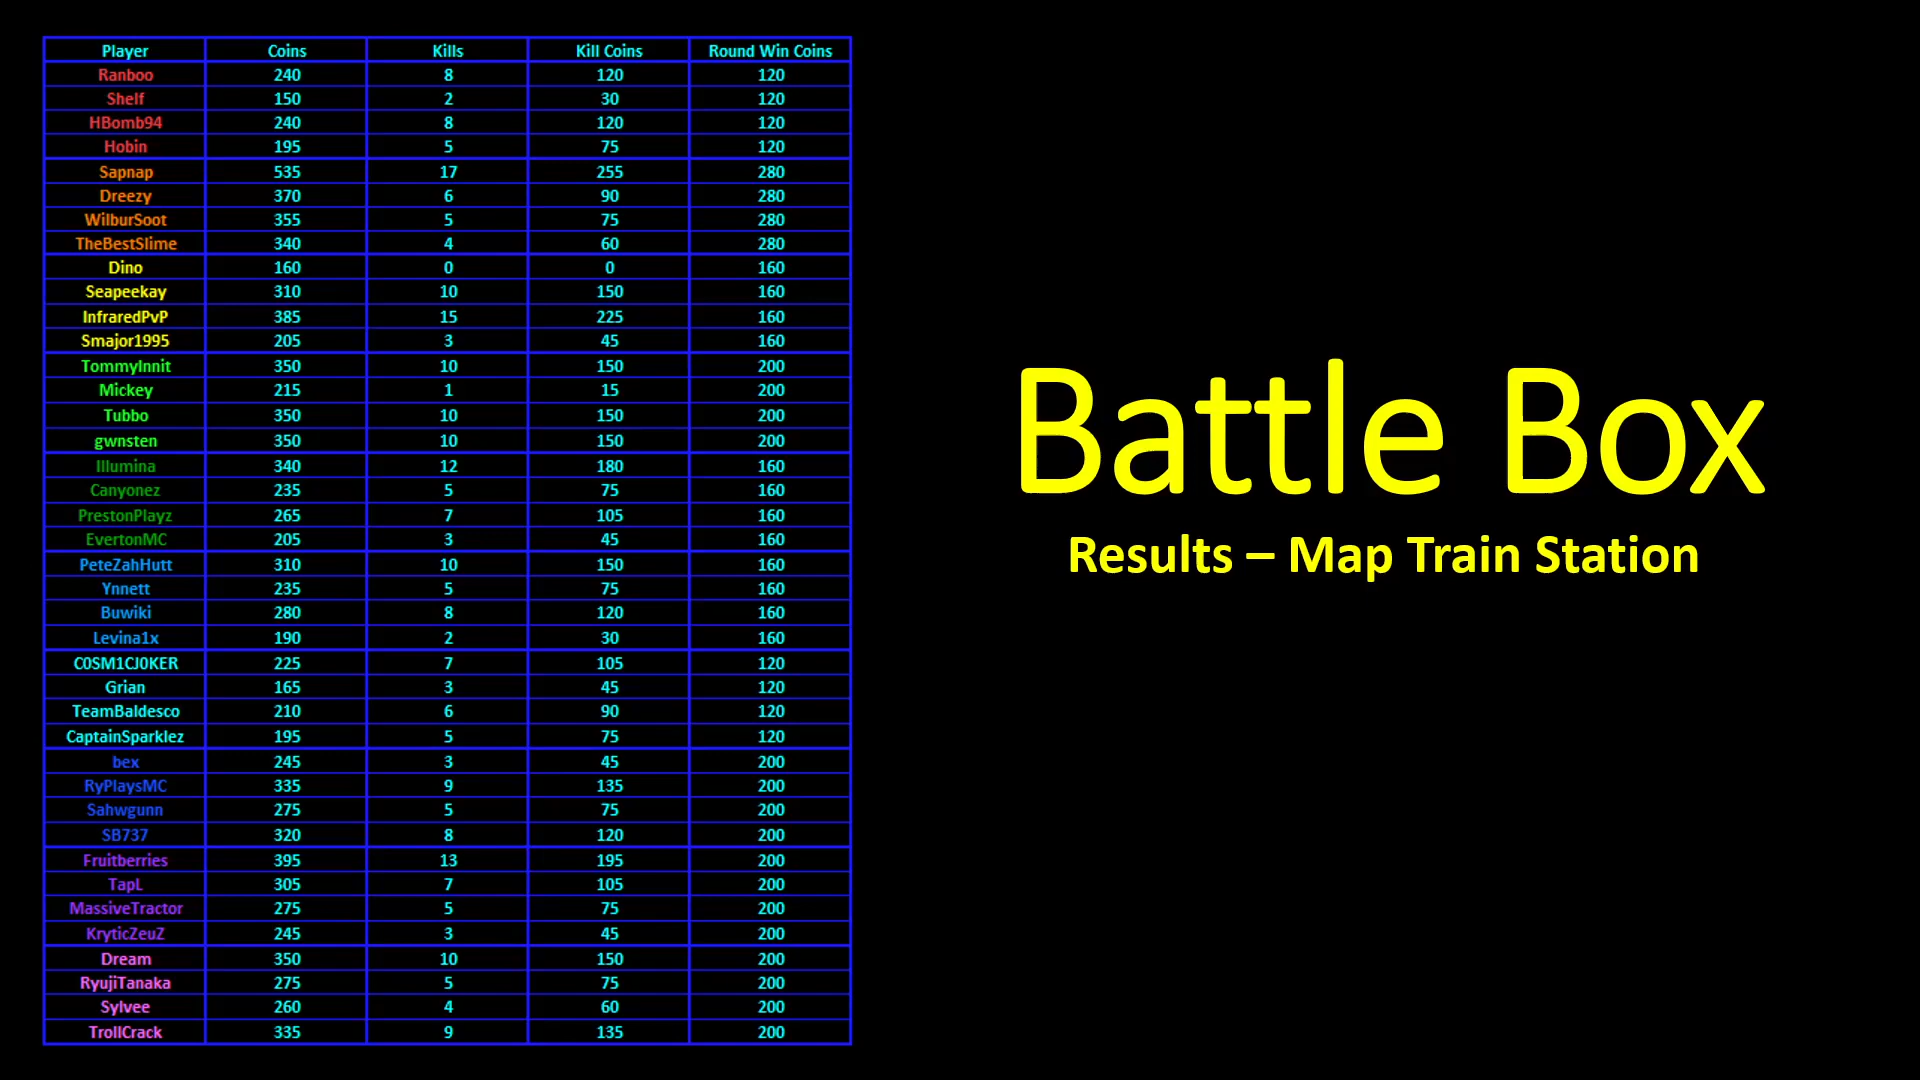 Player Coins Kills Kill Coins Round Win Coins
Ranboo 240 8 120 120
Shelf 150 2 30 120
HBomb94 240 8 120 120
Hobin 195 5 75 120
Sapnap 535 17 255 280
Dreezy 370 6 90 280
WilburSoot 355 5 75 280
TheBestSlime 340 4 60 280
Dino 160 0 0 160
Seapeekay 310 10 150 160
InfraredPvP 385 15 225 160
Smajor1995 205 3 45 160
TommyInnit 350 10 150 200
Mickey 215 1 15 200
Tubbo 350 10 150 200
gwnsten 350 10 150 200
Illumina 340 12 180 160
Canyonez 235 5 75 160
PrestonPlayz 265 7 105 160
EvertonMC 205 3 45 160
PeteZahHutt 310 10 150 160
Ynnett 235 5 75 160
Buwiki 280 8 120 160
Levina1x 190 2 30 160
C0SM1CJ0KER 225 7 105 120
Grian 165 3 45 120
TeamBaldesco 210 6 90 120
CaptainSparklez 195 5 75 120
bex 245 3 45 200
RyPlaysMC 335 9 135 200
Sahwgunn 275 5 75 200
SB737 320 8 120 200
Fruitberries 395 13 195 200
TapL 305 7 105 200
MassiveTractor 275 5 75 200
KryticZeuZ 245 3 45 200
Dream 350 10 150 200
RyujiTanaka 275 5 75 200
Sylvee 260 4 60 200
TrollCrack 335 9 135 200
Battle Box
Results – Map Train Station